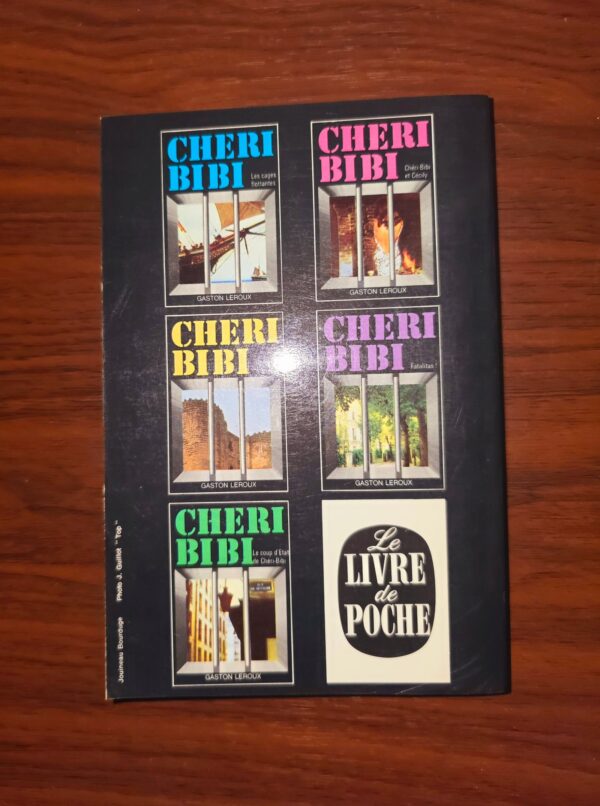 CHERI
BIBI
Les cages
flottantes
GASTON LEROUX
CHERI
BIBI
Chéri-Bibi
et Cécily
GASTON LEROUX
CHERI
BIBI
GASTON LEROUX
CHERI
BIBI
Fatalitas
GASTON LEROUX
CHERI
BIBI
Le coup d'Etat
de Chéri-Bibi
GASTON LEROUX
Le
LIVRE
de
POCHE
Jouineau Bourduge Photo J. Guillot "Top"